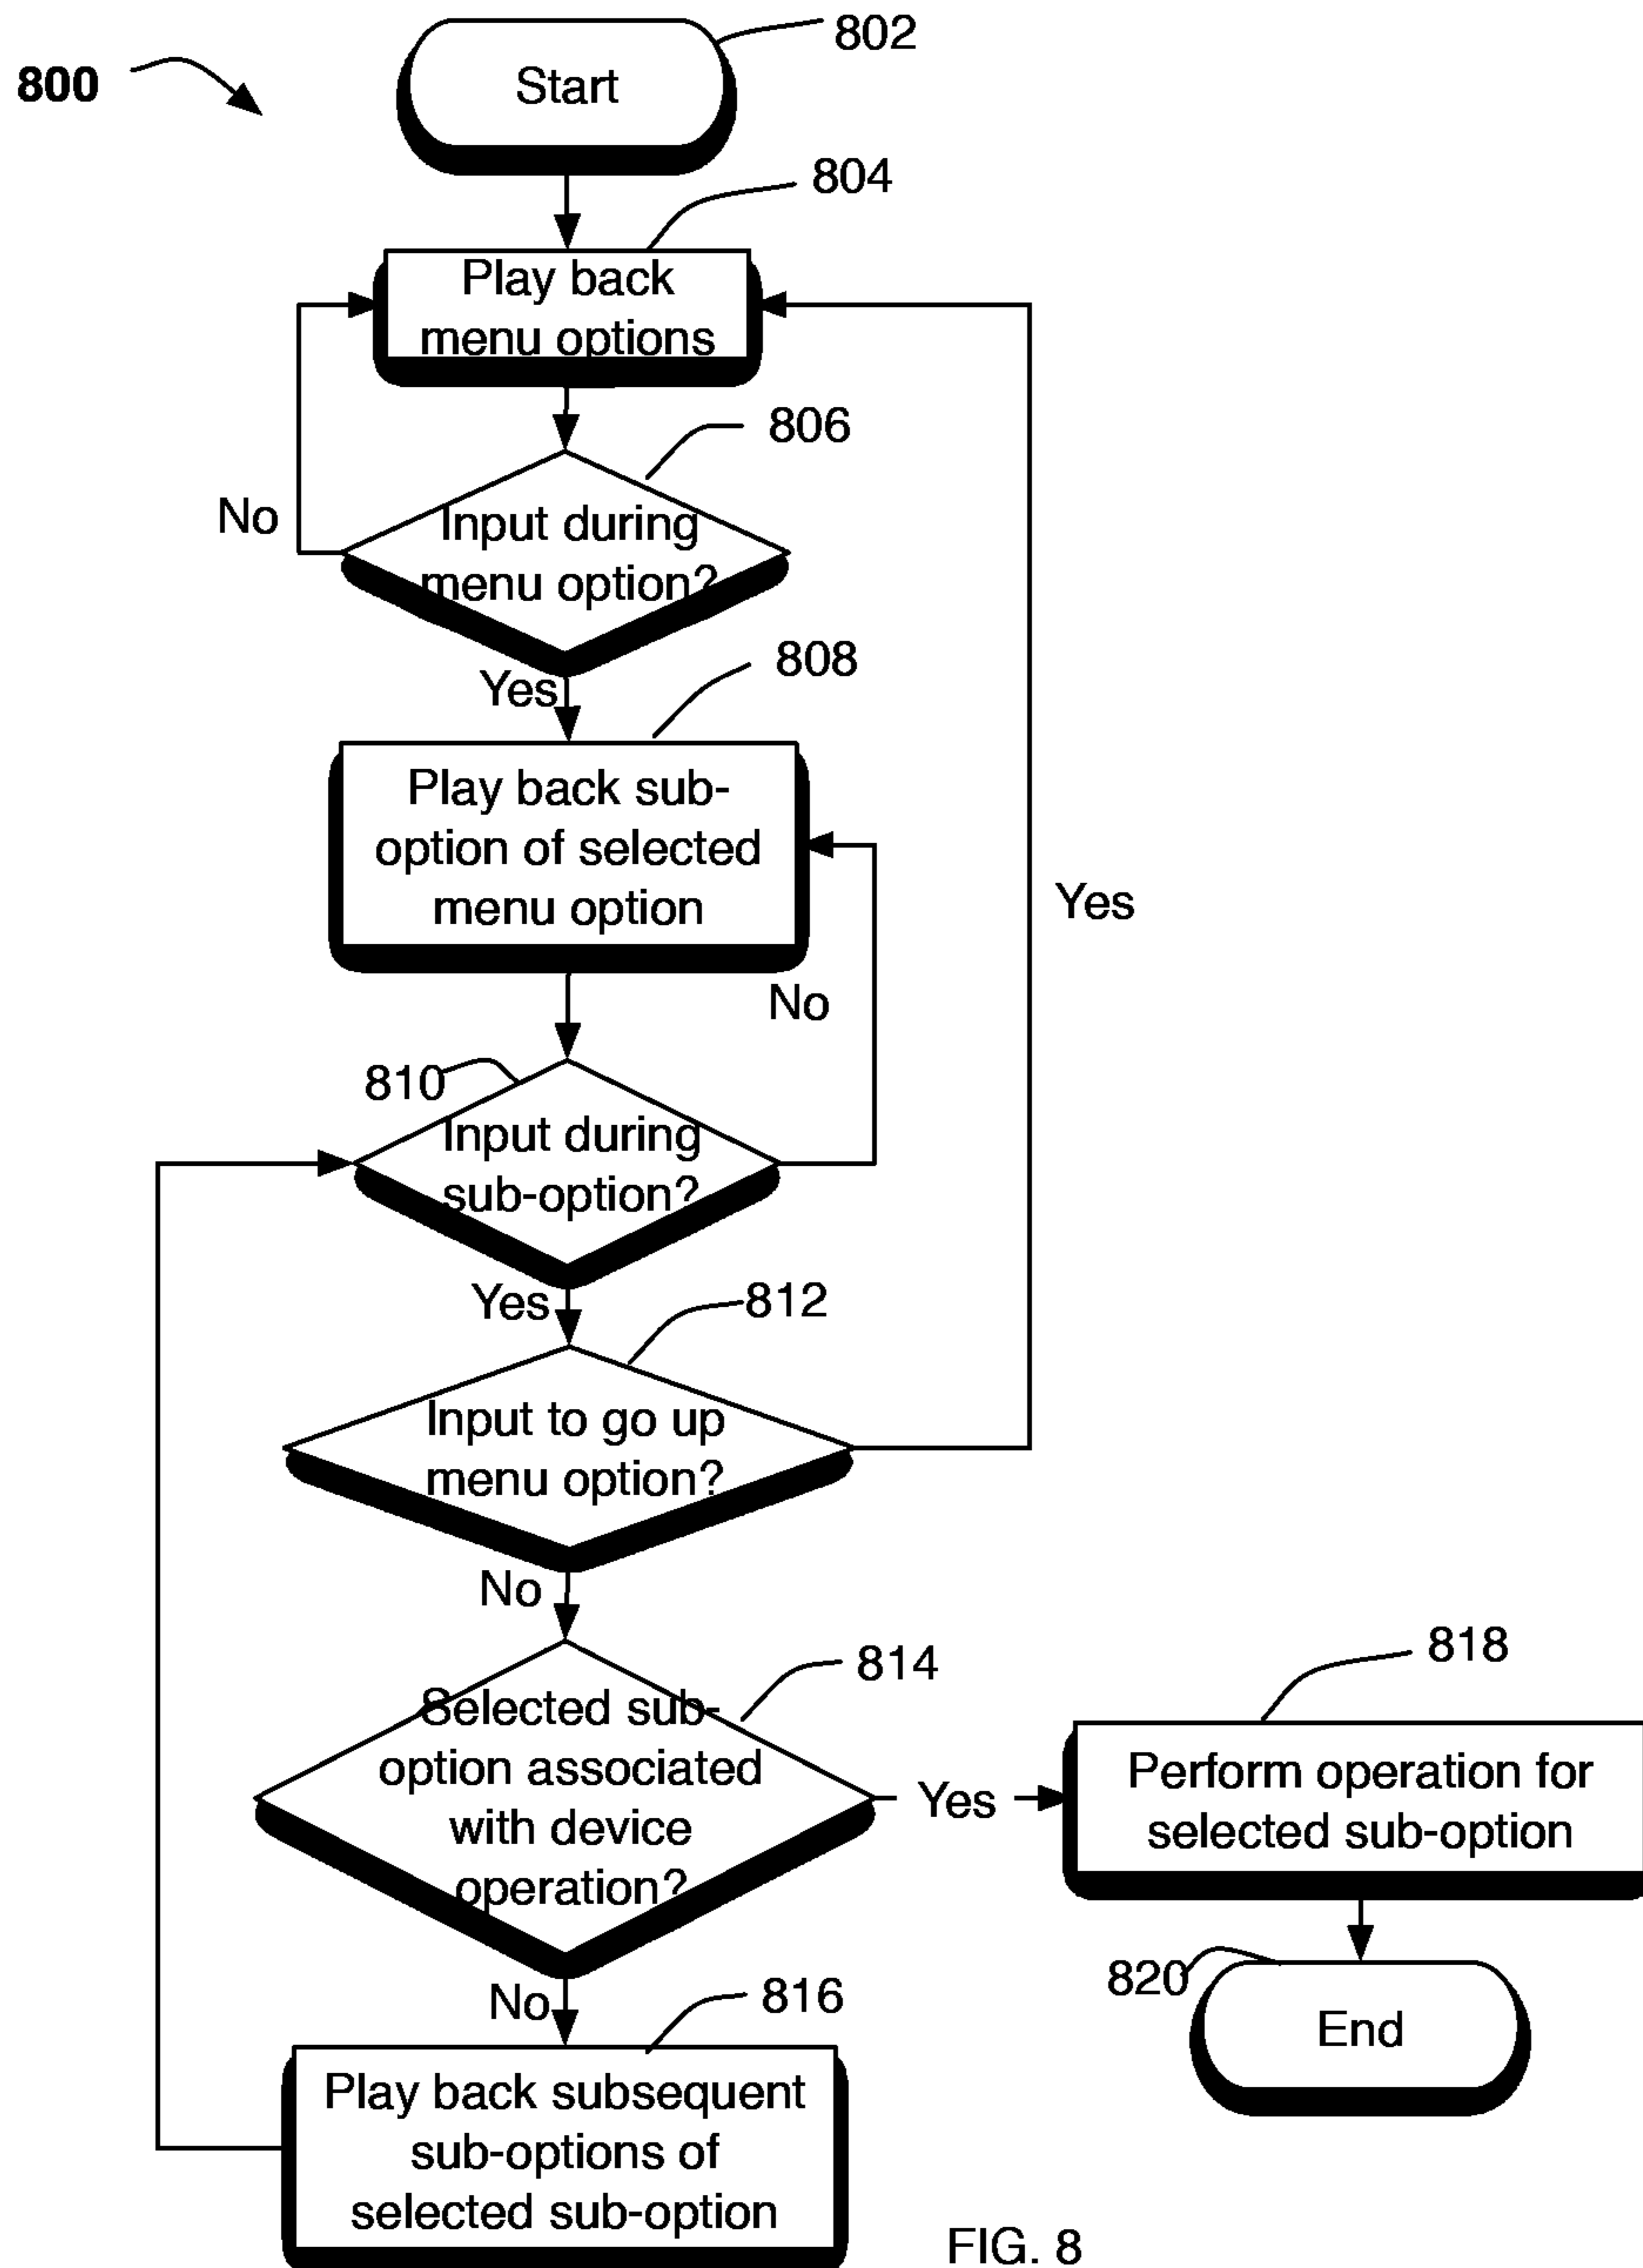 802
800
Start
804
Play back
menu options
806
No
Input during
menu option?
808
Yes
Play back sub-
option of selected
menu option
Yes
No
810
Input during
sub-option?
Yes
812
Input to go up
menu option?
No
814
818
Selected sub-
option associated
with device
operation?
Yes
Perform operation for
selected sub-option
No
816
820
End
Play back subsequent
sub-options of
selected sub-option
FIG. 8